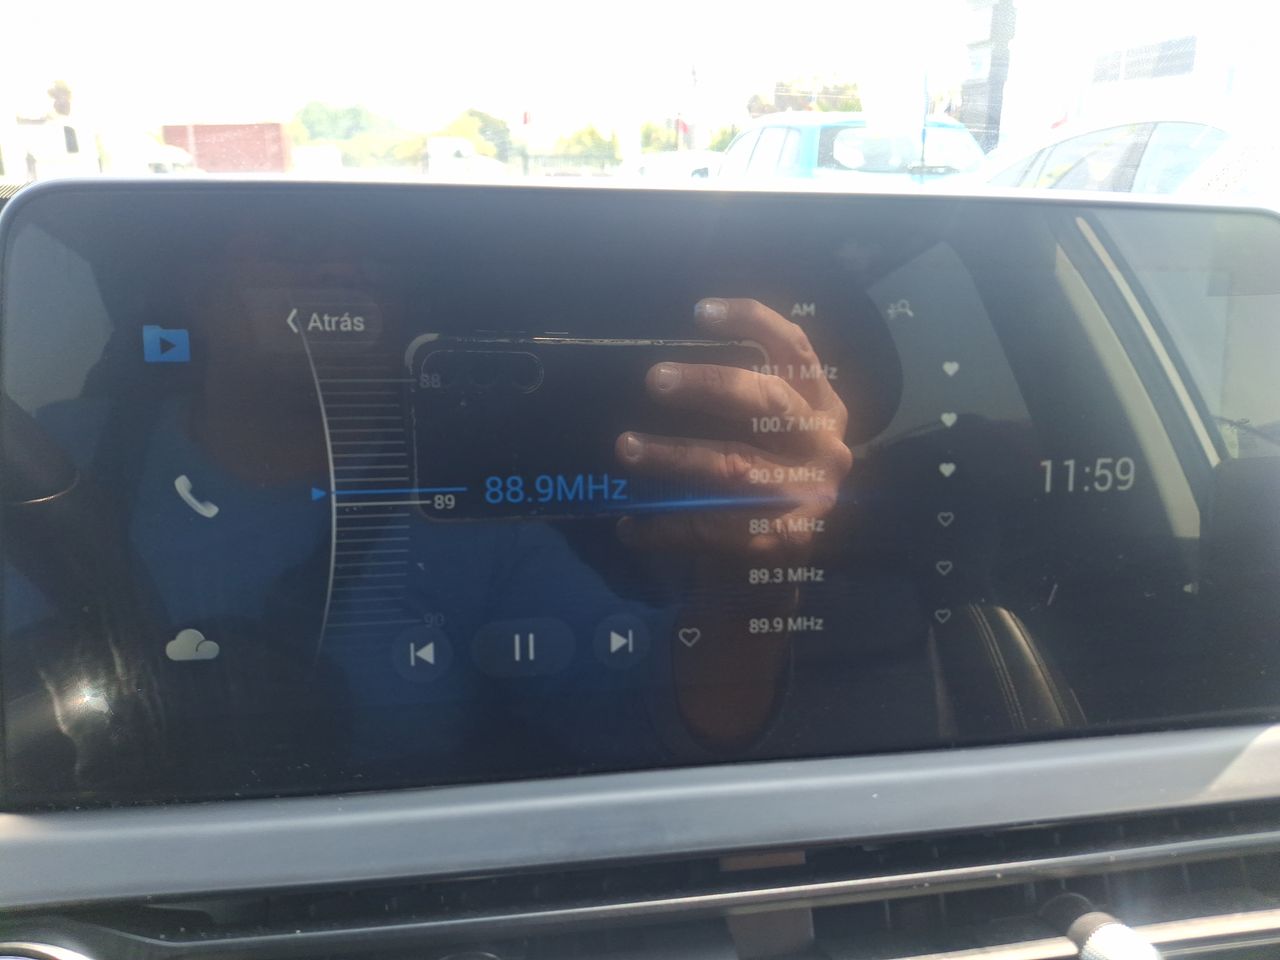 Atrás
AM
88
101.1 MHz
100.7 MHz
90.9 MHz
88.9MHz
11:59
89
88.1 MHz
89.3 MHz
90
89.9 MHz